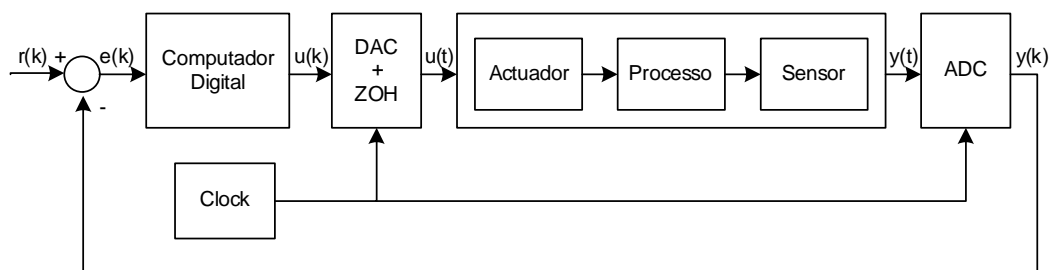 r(k)
+
-
e(k)
Computador
Digital
u(k)
DAC
+
ZOH
u(t)
Actuador
Processo
Sensor
y(t)
ADC
y(k)
Clock